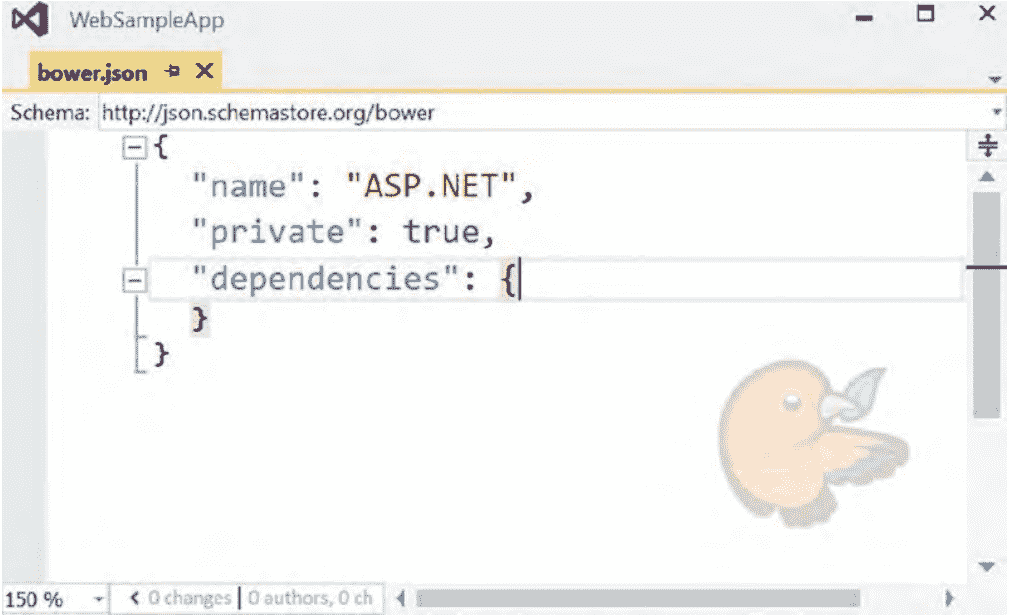 WebSampleApp
bower.json
Schema: http://json.schemastore.org/bower
{
"name": "ASP.NET",
"private": true,
"dependencies": {
}
}
150 % < 0 changes | 0 authors, 0 ch